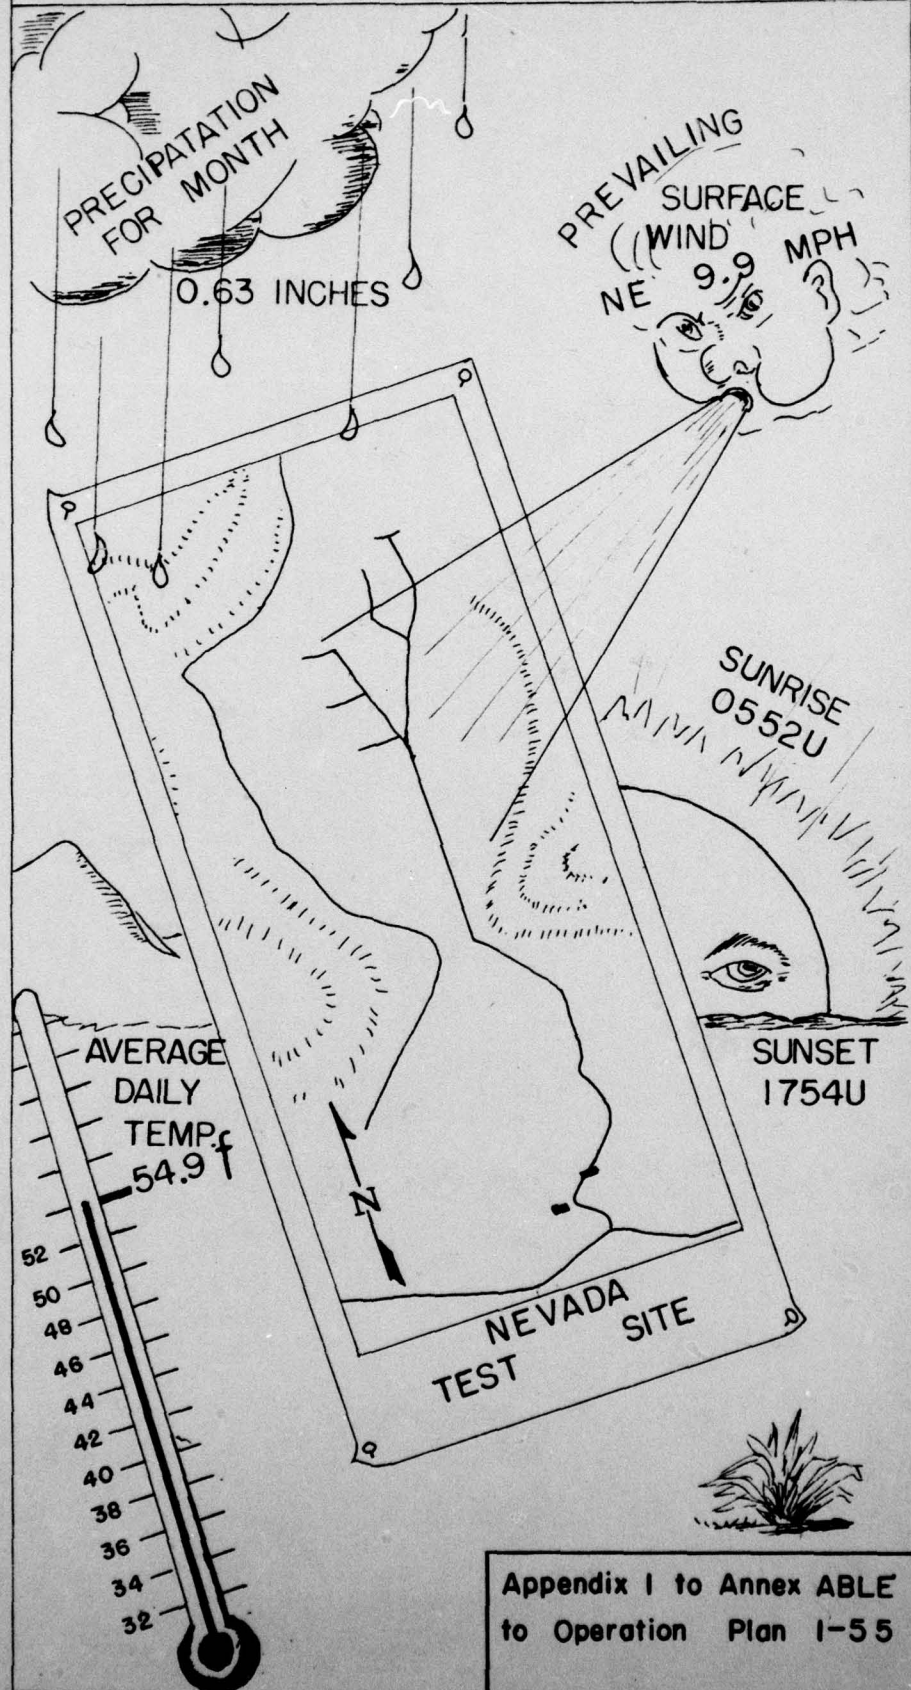 PRECIPATATION
FOR MONTH
0.63 INCHES
PREVAILING
SURFACE
WIND
NE 9.9 MPH
SUNRISE
0552U
SUNSET
1754U
AVERAGE
DAILY
TEMP.
54.9 f
52
50
48
46
44
42
40
38
36
34
32
N
NEVADA
TEST SITE
Appendix I to Annex ABLE
to Operation Plan 1-55